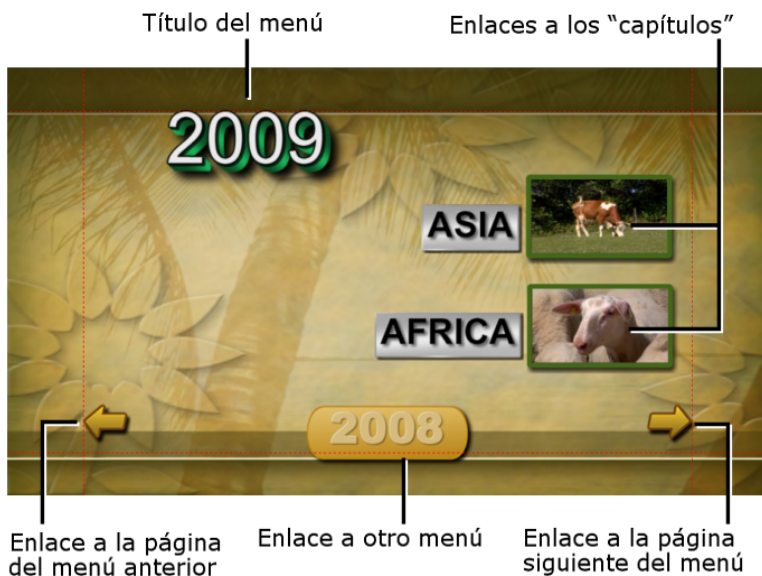 Título del menú
Enlaces a los “capítulos”
2009
ASIA
AFRICA
2008
Enlace a la página
del menú anterior
Enlace a otro menú
Enlace a la página
siguiente del menú